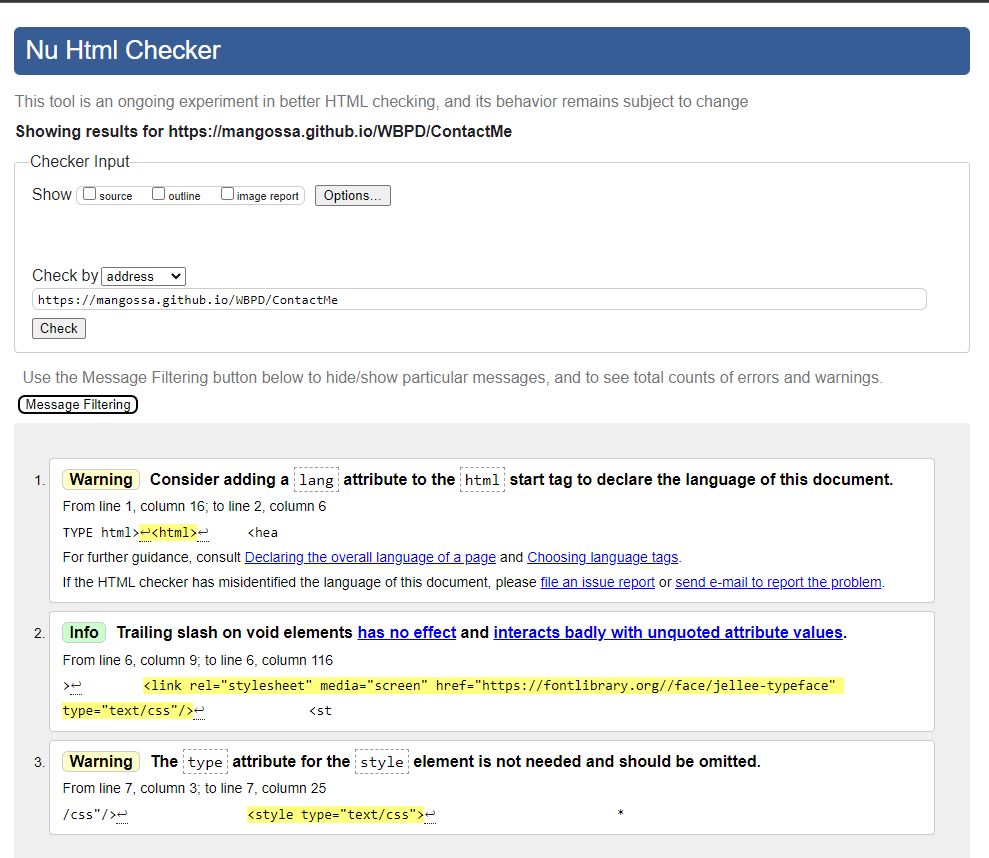 Nu Html Checker
This tool is an ongoing experiment in better HTML checking, and its behavior remains subject to change
Showing results for https://mangossa.github.io/WBPD/ContactMe
Checker Input
Show source outline image report Options...
Check by address
https://mangossa.github.io/WBPD/ContactMe
Check
Use the Message Filtering button below to hide/show particular messages, and to see total counts of errors and warnings.
Message Filtering
1. Warning Consider adding a lang attribute to the html start tag to declare the language of this document.
From line 1, column 16; to line 2, column 6
TYPE html>↩<html>↩ <hea
For further guidance, consult Declaring the overall language of a page and Choosing language tags.
If the HTML checker has misidentified the language of this document, please file an issue report or send e-mail to report the problem.
2. Info Trailing slash on void elements has no effect and interacts badly with unquoted attribute values.
From line 6, column 9; to line 6, column 116
>↩ <link rel="stylesheet" media="screen" href="https://fontlibrary.org//face/jellee-typeface"
type="text/css"/>↩ <st
3. Warning The type attribute for the style element is not needed and should be omitted.
From line 7, column 3; to line 7, column 25
/css"/>↩ <style type="text/css">↩ *